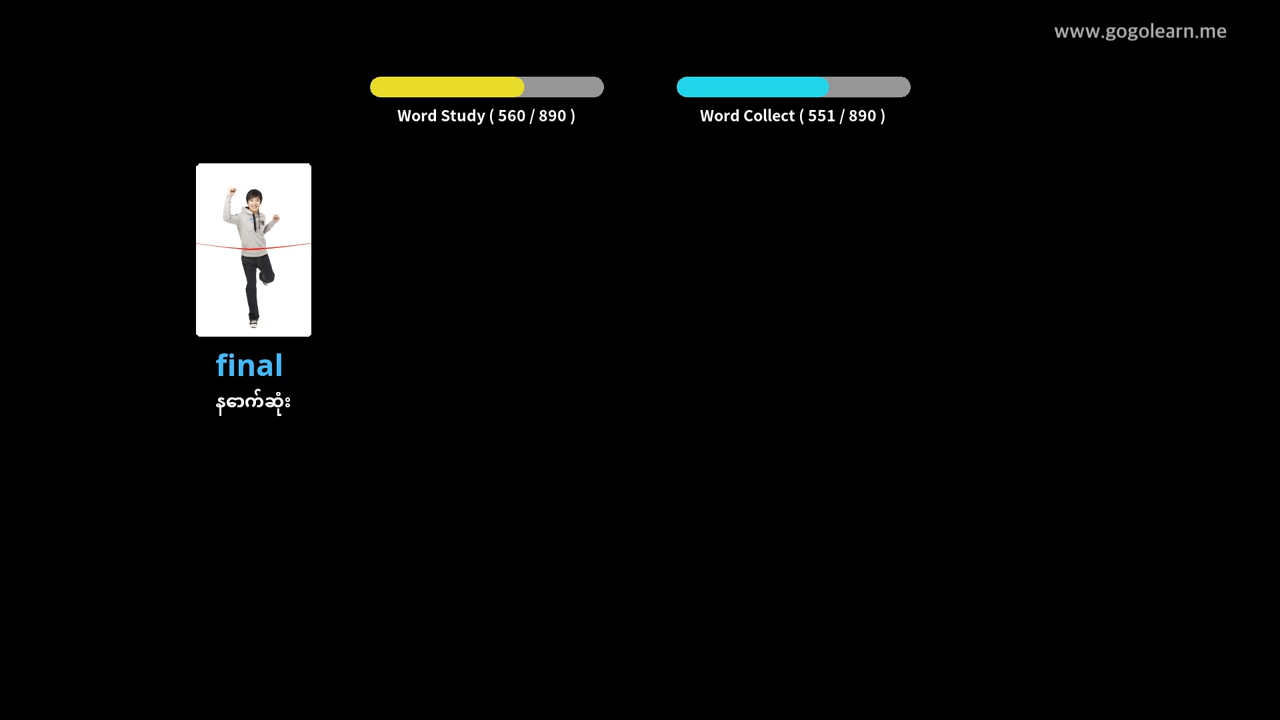 www.gogolearn.me
Word Study ( 560 / 890 )
Word Collect ( 551 / 890 )
final
နောက်ဆုံး